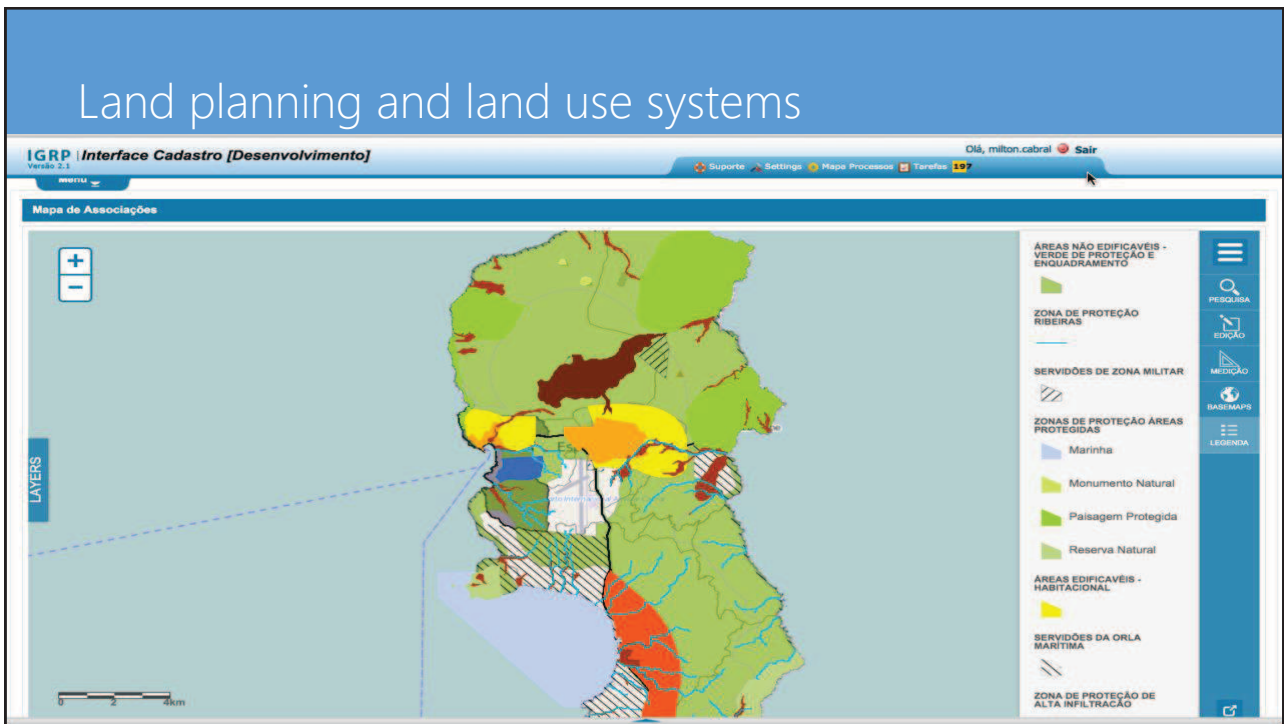 Land planning and land use systems
IGRP Interface Cadastro [Desenvolvimento]
Versão 2.1
Olá, milton.cabral Sair
Suporte Settings Mapa Processos Tarefas 197
Menu
Mapa de Associações
+
−
LAYERS
ÁREAS NÃO EDIFICAVÉIS -
VERDE DE PROTEÇÃO E
ENQUADRAMENTO
ZONA DE PROTEÇÃO
RIBEIRAS
SERVIDÕES DE ZONA MILITAR
ZONAS DE PROTEÇÃO ÁREAS
PROTEGIDAS
Marinha
Monumento Natural
Paisagem Protegida
Reserva Natural
ÁREAS EDIFICAVÉIS -
HABITACIONAL
SERVIDÕES DA ORLA
MARÍTIMA
ZONA DE PROTEÇÃO DE
ALTA INFILTRACÃO
PESQUISA
EDIÇÃO
MEDIÇÃO
BASEMAPS
LEGENDA
0 2 4km